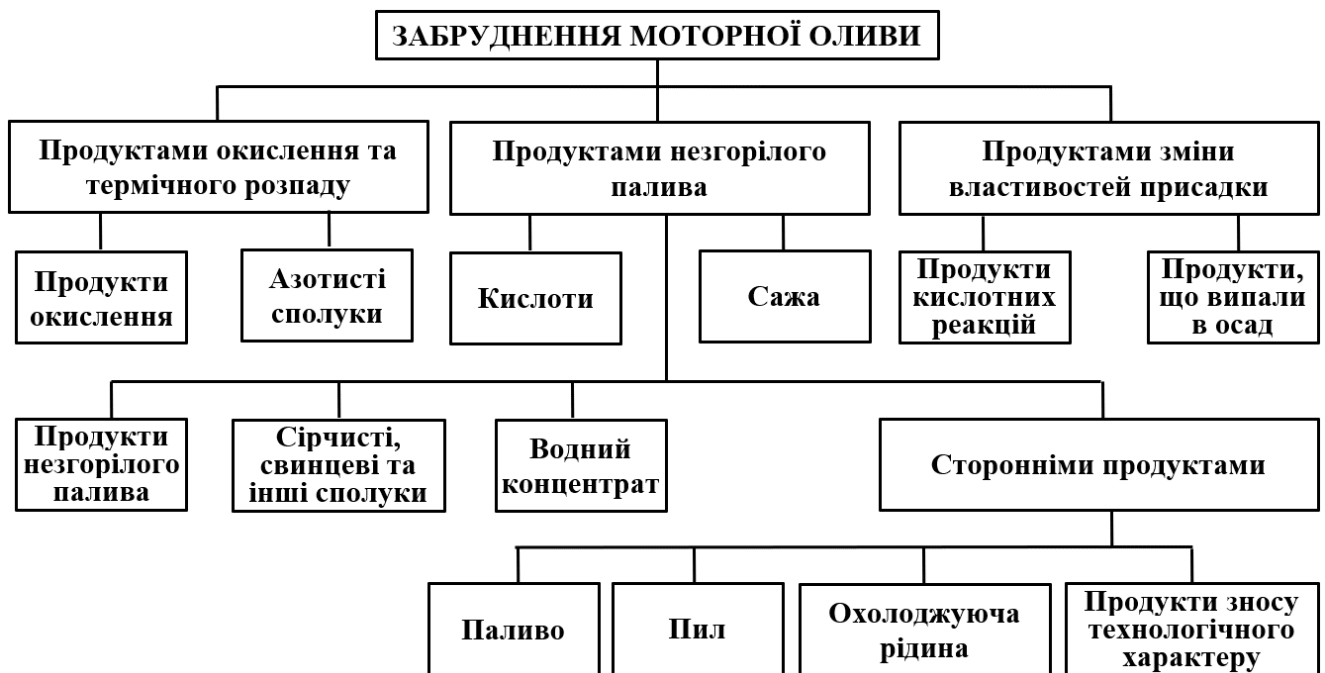 ЗАБРУДНЕННЯ МОТОРНОЇ ОЛИВИ
Продуктами окислення та
термічного розпаду
Продуктами незгорілого
палива
Продуктами зміни
властивостей присадки
Продукти
окислення
Азотисті
сполуки
Кислоти
Сажа
Продукти
кислотних
реакцій
Продукти,
що випали
в осад
Продукти
незгорілого
палива
Сірчисті,
свинцеві та
інші сполуки
Водний
концентрат
Сторонніми продуктами
Паливо
Пил
Охолоджуюча
рідина
Продукти зносу
технологічного
характеру